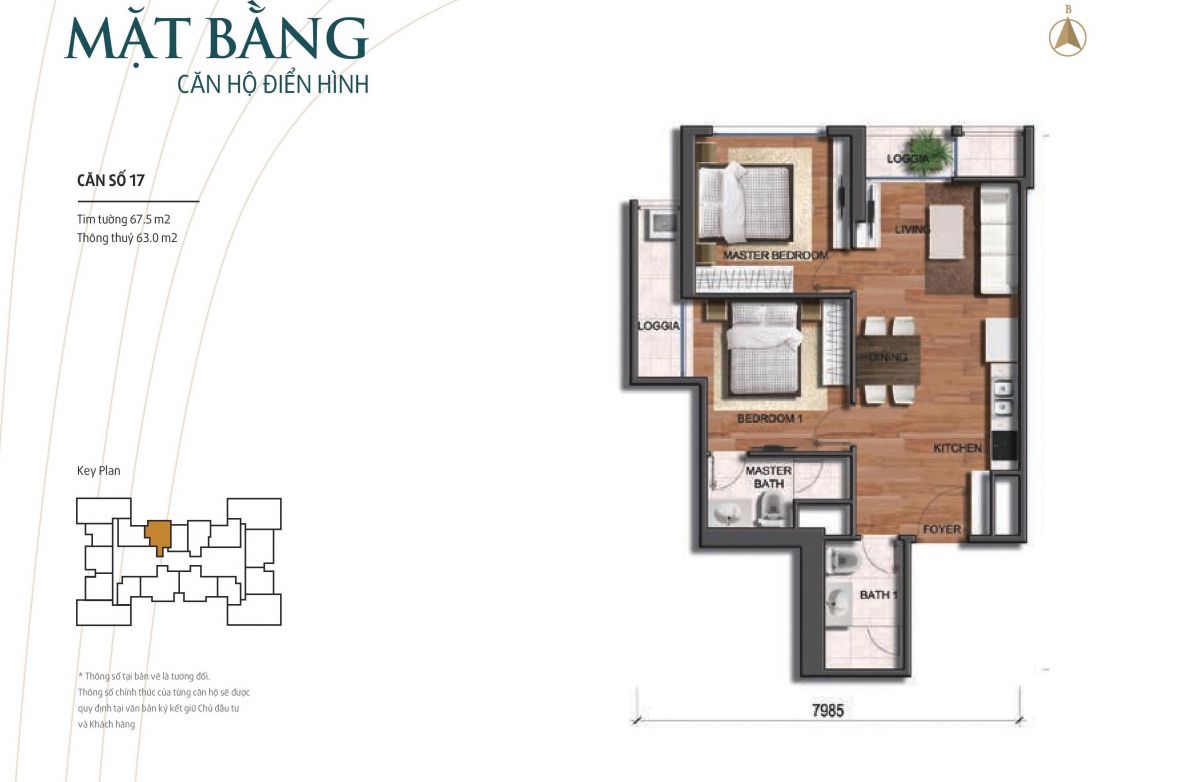 MẶT BẰNG
CĂN HỘ ĐIỂN HÌNH
B
CĂN SỐ 17
Tim tường 67.5 m2
Thông thuỷ 63.0 m2
LOGGIA
LIVING
MASTER BEDROOM
LOGGIA
DINING
BEDROOM 1
KITCHEN
MASTER
BATH
FOYER
BATH 1
7985
Key Plan
* Thông số tại bản vẽ là tương đối.
Thông số chính thức của từng căn hộ sẽ được
quy định tại văn bản ký kết giữ Chủ đầu tư
và Khách hàng